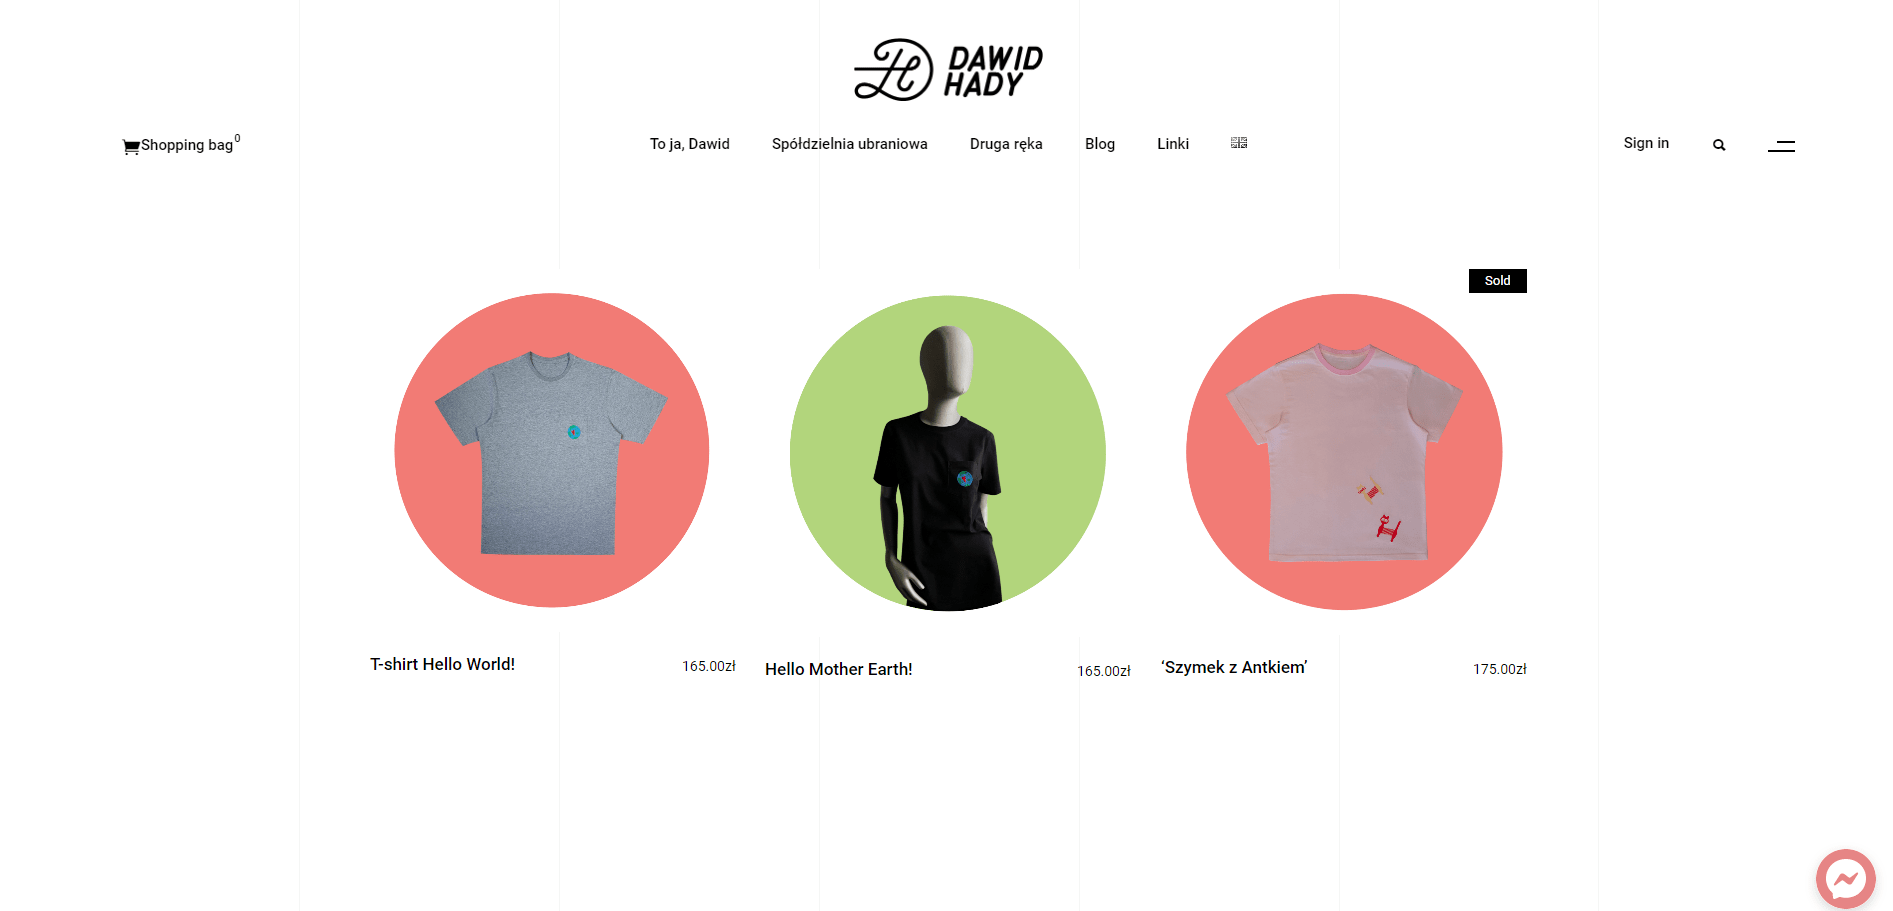 DAWID
HADY
Shopping bag 0
To ja, Dawid
Spółdzielnia ubraniowa
Druga ręka
Blog
Linki
Sign in
Sold
T-shirt Hello World!
165.00zł
Hello Mother Earth!
165.00zł
‘Szymek z Antkiem’
175.00zł